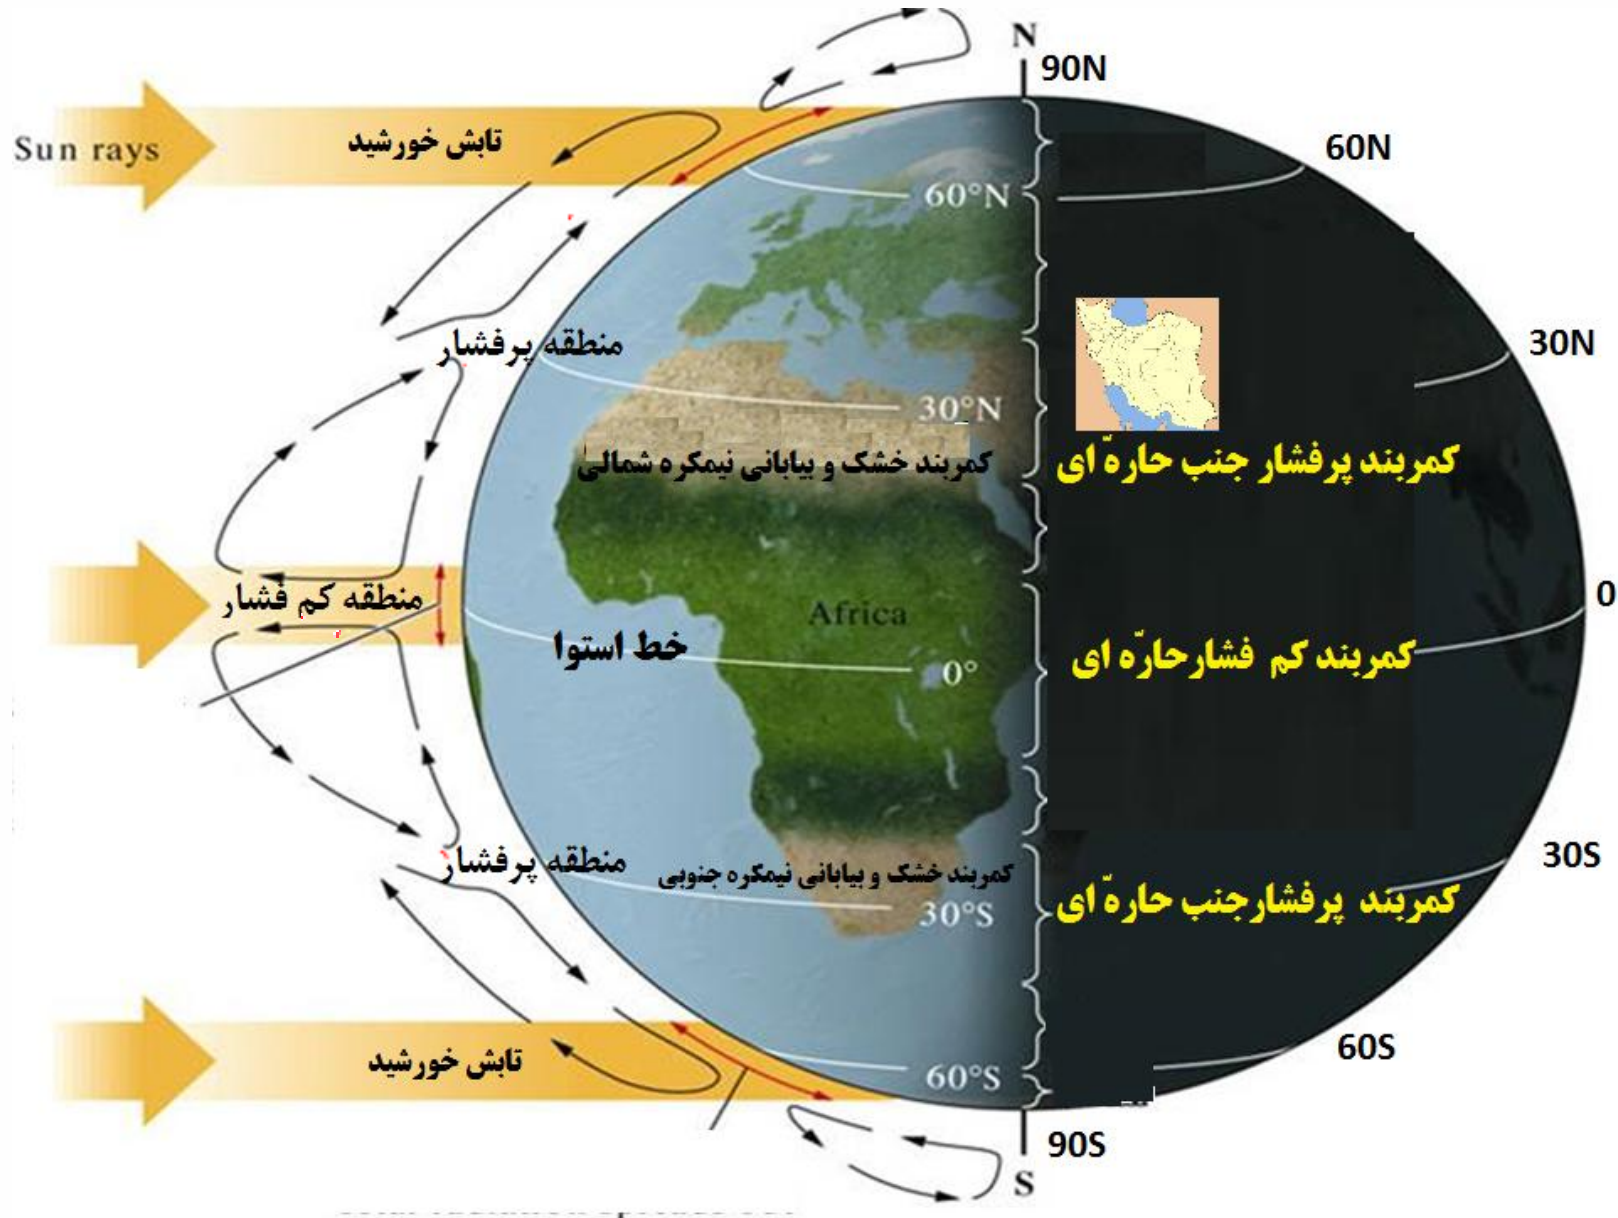 N
90N
Sun rays
تابش خورشید
60N
60°N
منطقه پرفشار
30N
30°N
کمربند خشک و بیابانی نیمکره شمالی
کمربند پرفشار جنب حارّه ای
منطقه کم فشار
0
Africa
خط استوا
0°
کمربند کم فشارحارّه ای
منطقه پرفشار
30S
کمربند خشک و بیابانی نیمکره جنوبی
30°S
کمربند پرفشارجنب حارّه ای
تابش خورشید
60S
60°S
90S
S